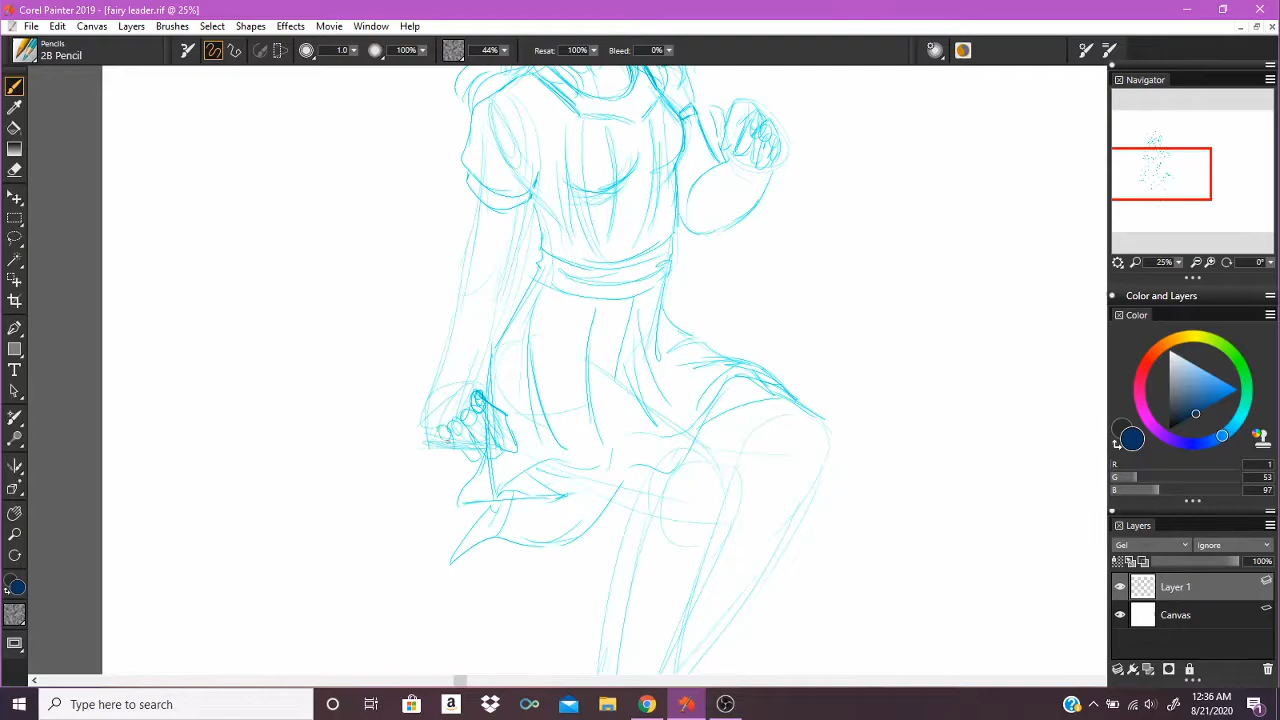 Corel Painter 2019 - [fairy leader.rif @ 25%]
File Edit Canvas Layers Brushes Select Shapes Effects Movie Window Help
Pencils
2B Pencil
1.0 100% 44% Resat: 100% Bleed: 0%
Navigator
25% 0°
Color and Layers
Color
R 1
G 53
B 97
Layers
Gel Ignore
100%
Layer 1
Canvas
Type here to search
12:36 AM
8/21/2020